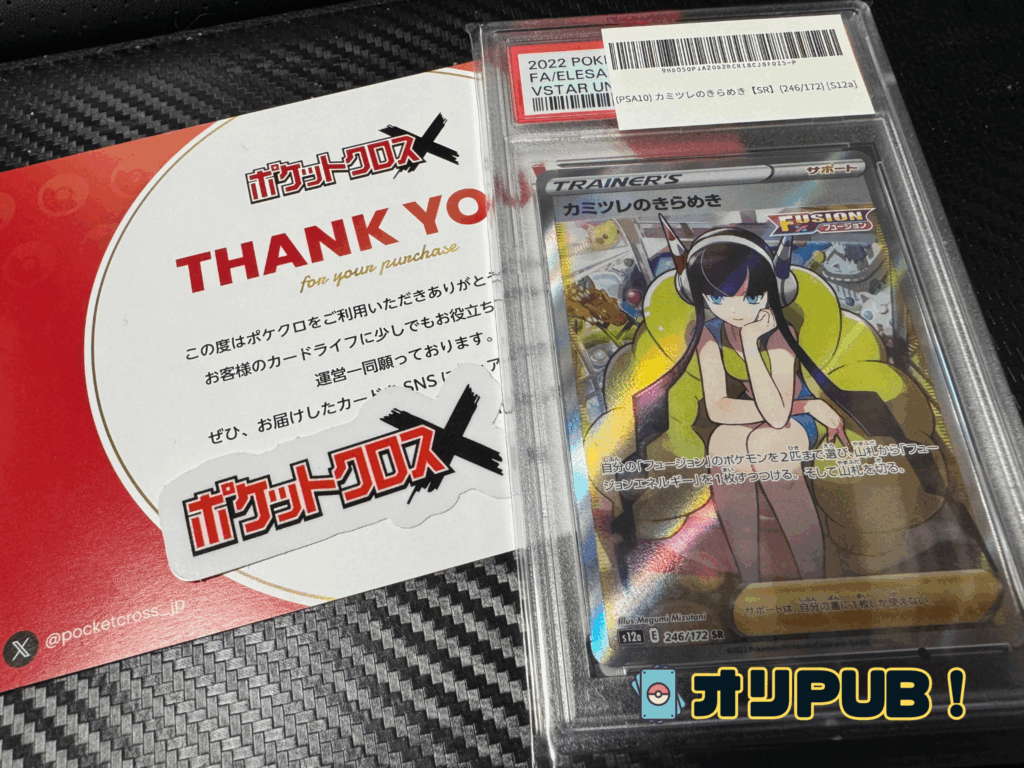 ポケットクロス
THANK YO
for your purchase
この度はポケクロをご利用いただきありがと
お客様のカードライフに少しでもお役立ち
運営一同願っております。
ぜひ、お届けしたカードを SNS に
ポケットクロス
@pocketcross_jp
2022 POK
FA/ELESA
VSTAR UN
(PSA10) カミツレのきらめき【SR】{246/172} [S12a]
TRAINER'S
サポート
カミツレのきらめき
FUSION
フュージョン
自分の「フュージョン」のポケモンを2匹まで選び、山札から「フュー
ジョンエネルギー」を1枚ずつつける。そして山札を切る。
サポートは、自分の番に1枚しか使えない。
Illus. Megumi Mizutani
s12a E 246/172 SR
オリPUB！